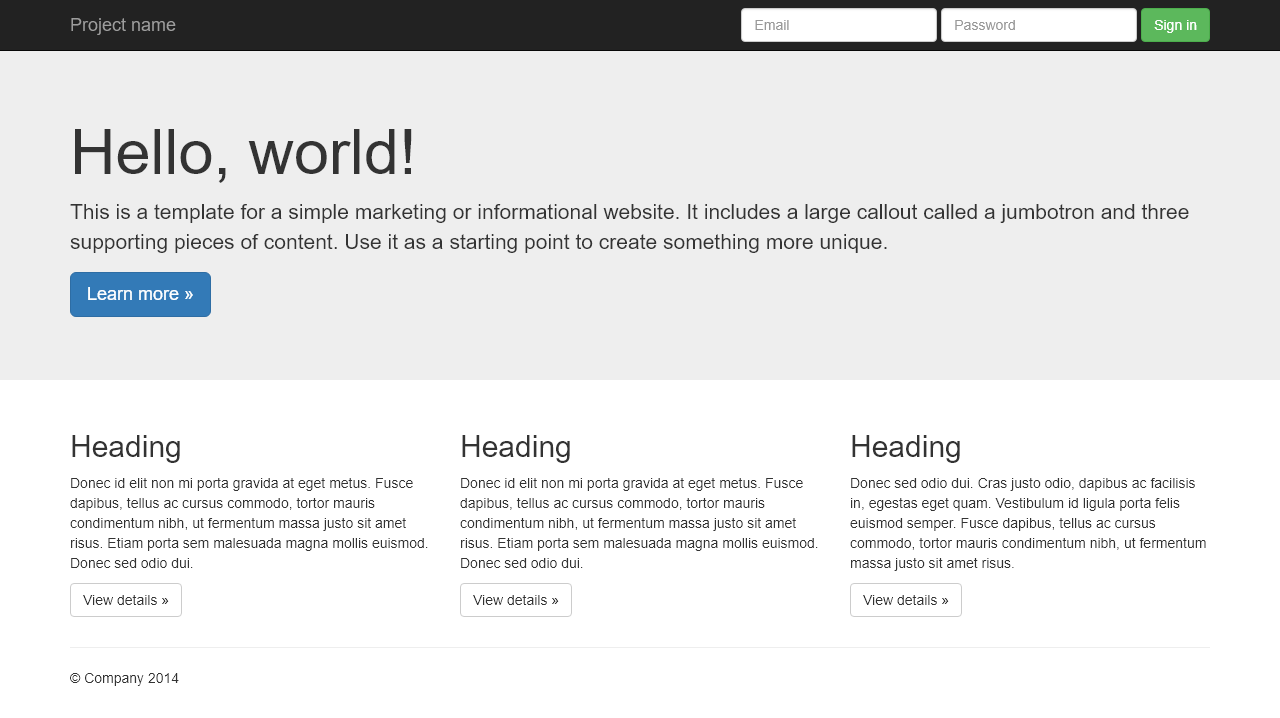 Project name
Email
Password
Sign in
Hello, world!
This is a template for a simple marketing or informational website. It includes a large callout called a jumbotron and three
supporting pieces of content. Use it as a starting point to create something more unique.
Learn more »
Heading
Donec id elit non mi porta gravida at eget metus. Fusce
dapibus, tellus ac cursus commodo, tortor mauris
condimentum nibh, ut fermentum massa justo sit amet
risus. Etiam porta sem malesuada magna mollis euismod.
Donec sed odio dui.
View details »
Heading
Donec id elit non mi porta gravida at eget metus. Fusce
dapibus, tellus ac cursus commodo, tortor mauris
condimentum nibh, ut fermentum massa justo sit amet
risus. Etiam porta sem malesuada magna mollis euismod.
Donec sed odio dui.
View details »
Heading
Donec sed odio dui. Cras justo odio, dapibus ac facilisis
in, egestas eget quam. Vestibulum id ligula porta felis
euismod semper. Fusce dapibus, tellus ac cursus
commodo, tortor mauris condimentum nibh, ut fermentum
massa justo sit amet risus.
View details »
© Company 2014